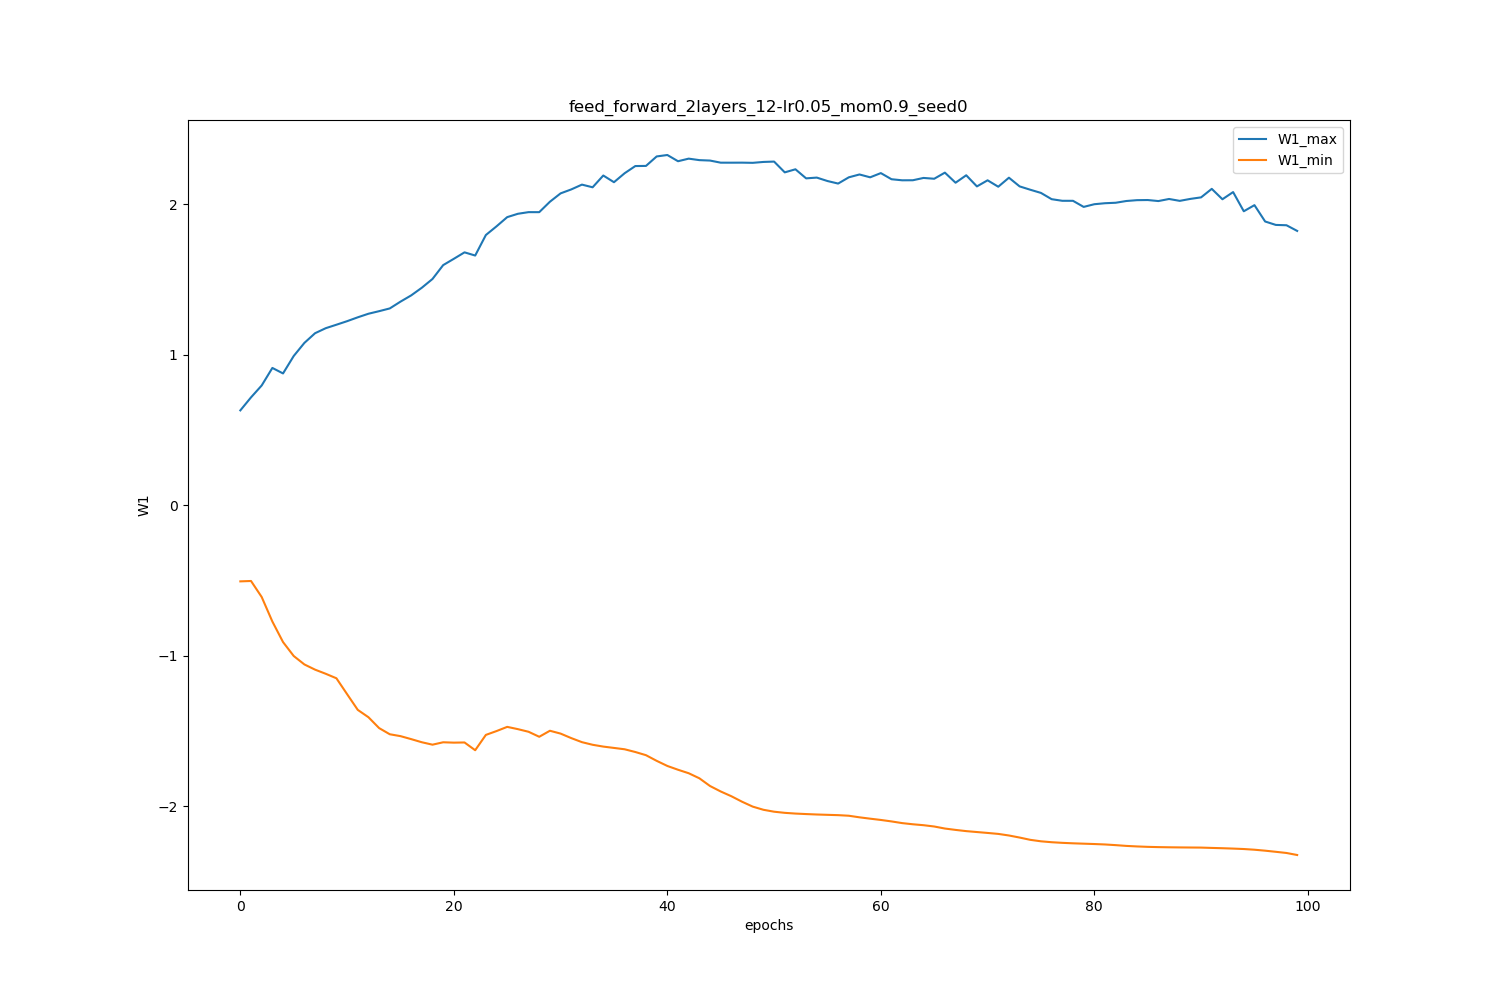 feed_forward_2layers_12-lr0.05_mom0.9_seed0
W1_max
W1_min
2
1
0
−1
−2
W1
0 20 40 60 80 100
epochs